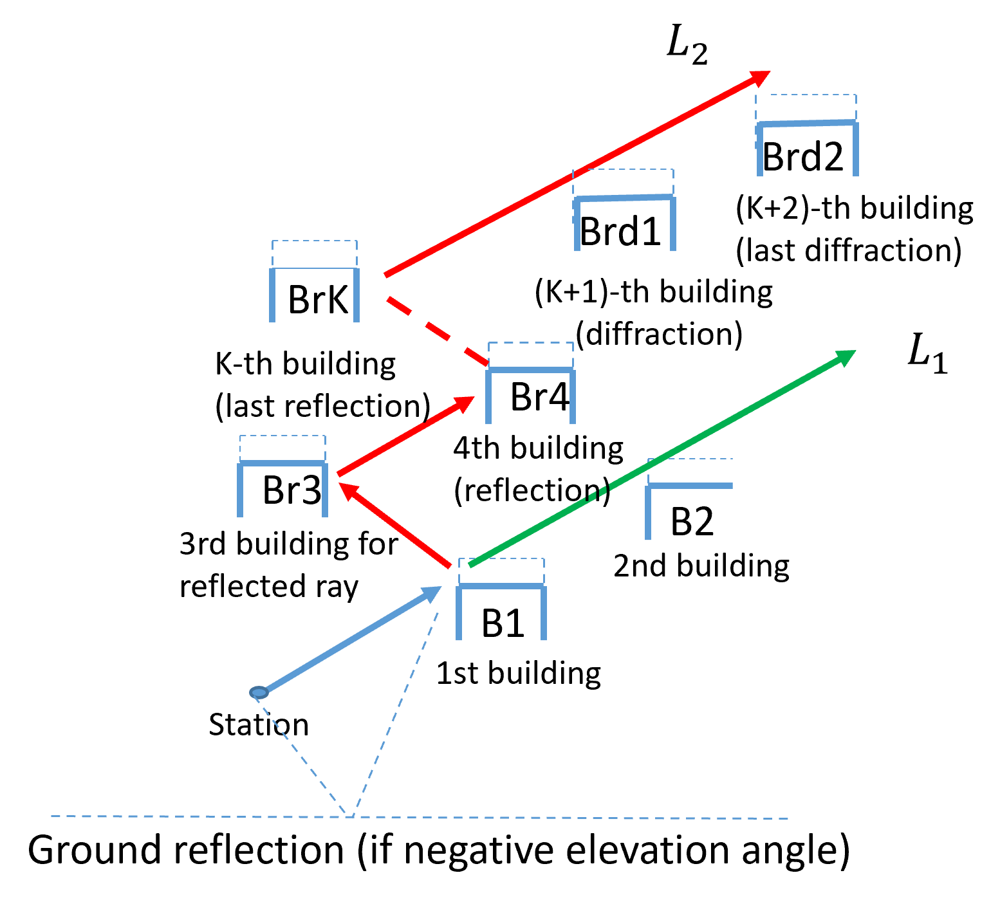 L₂
Brd2
(K+2)-th building
(last diffraction)
Brd1
(K+1)-th building
(diffraction)
BrK
K-th building
(last reflection)
L₁
Br4
4th building
(reflection)
Br3
3rd building for
reflected ray
B2
2nd building
B1
1st building
Station
Ground reflection (if negative elevation angle)